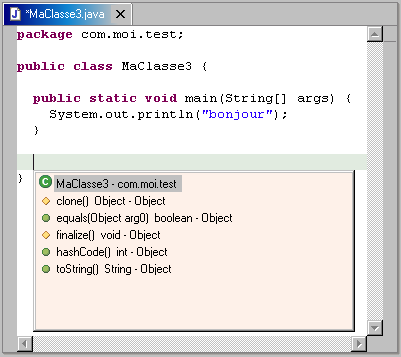 *MaClasse3.java
package com.moi.test;
public class MaClasse3 {
public static void main(String[] args) {
System.out.println("bonjour");
}
MaClasse3 - com.moi.test
}
clone() Object - Object
equals(Object arg0) boolean - Object
finalize() void - Object
hashCode() int - Object
toString() String - Object